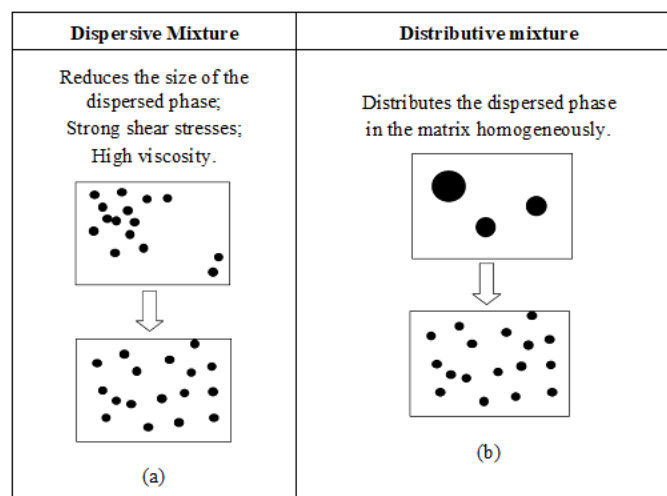 Dispersive Mixture
Reduces the size of the
dispersed phase;
Strong shear stresses;
High viscosity.
(a)
Distributive mixture
Distributes the dispersed phase
in the matrix homogeneously.
(b)